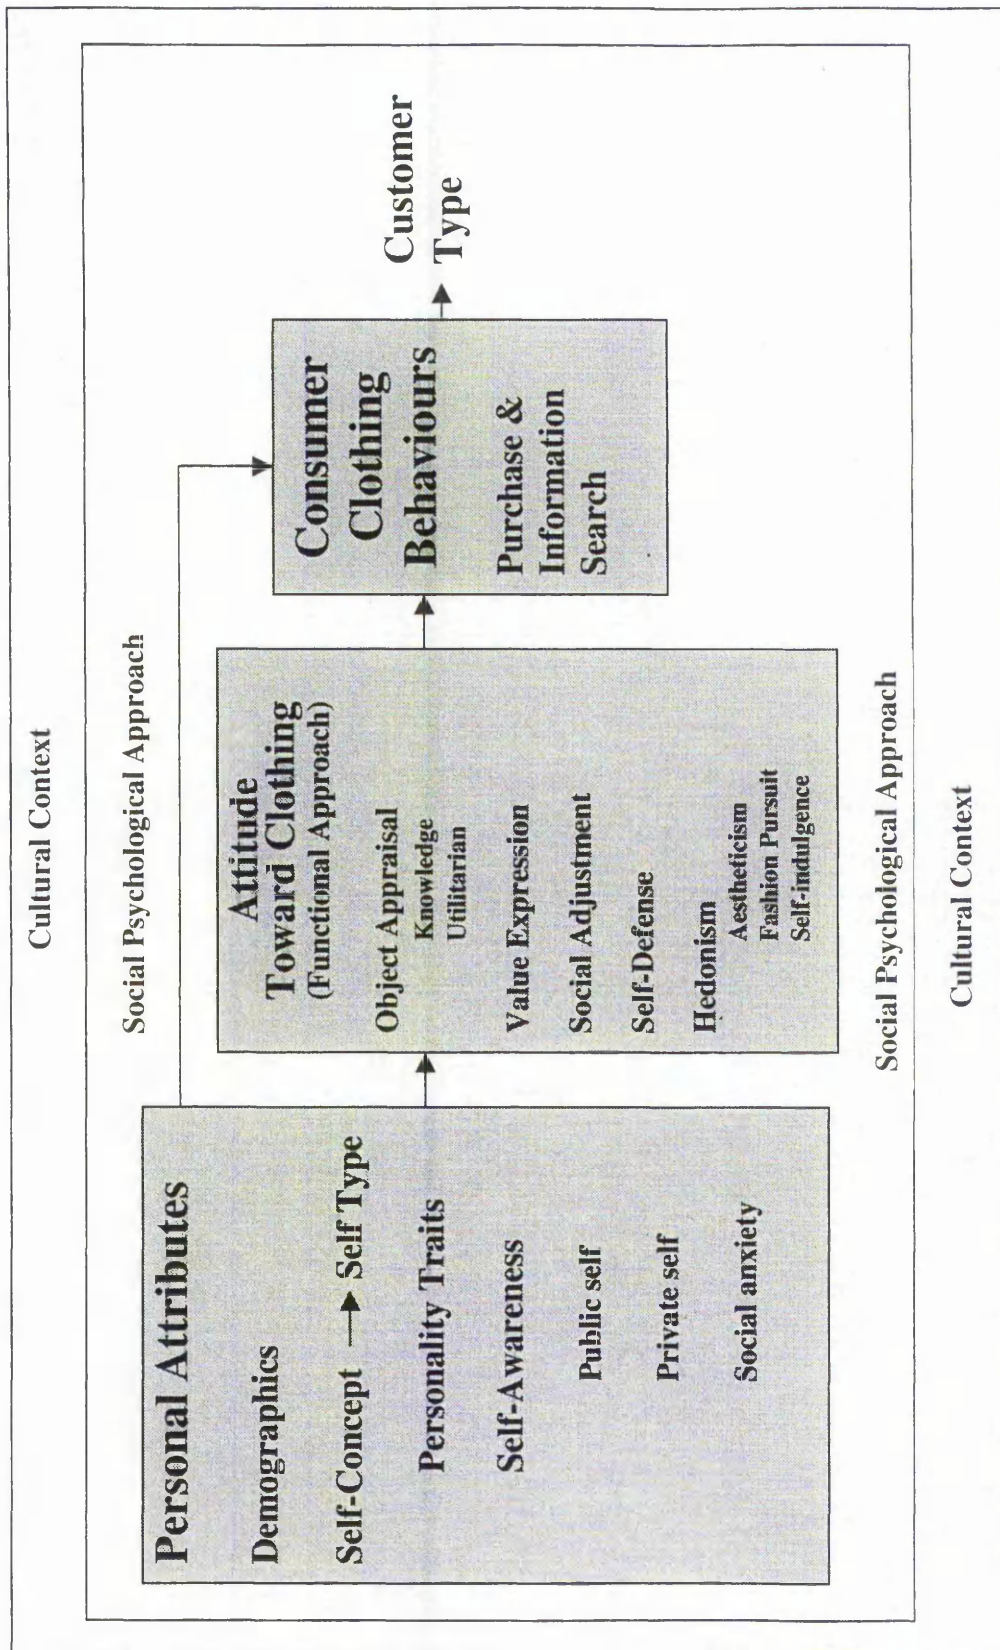 Cultural Context
Social Psychological Approach
Personal Attributes
Demographics
Self-Concept → Self Type
Personality Traits
Self-Awareness
Public self
Private self
Social anxiety
Attitude
Toward Clothing
(Functional Approach)
Object Appraisal
Knowledge
Utilitarian
Value Expression
Social Adjustment
Self-Defense
Hedonism
Aestheticism
Fashion Pursuit
Self-indulgence
Consumer
Clothing
Behaviours
Purchase &
Information
Search
Customer
Type
Social Psychological Approach
Cultural Context